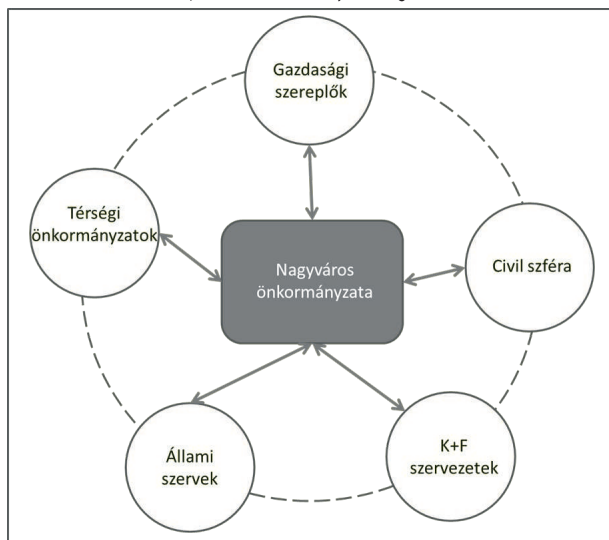 Gazdasági
szereplők
Térségi
önkormányzatok
Nagyváros
önkormányzata
Civil szféra
Állami
szervek
K+F
szervezetek